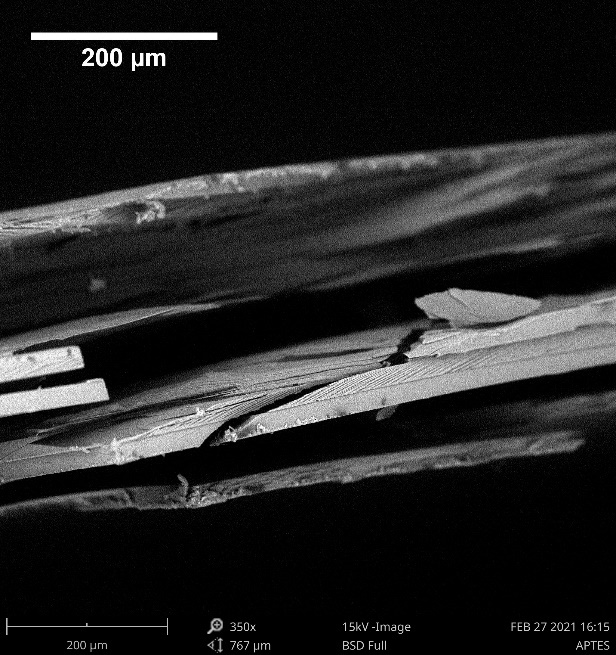 200 µm
350x 15kV -Image FEB 27 2021 16:15
200 µm 767 µm BSD Full APTES